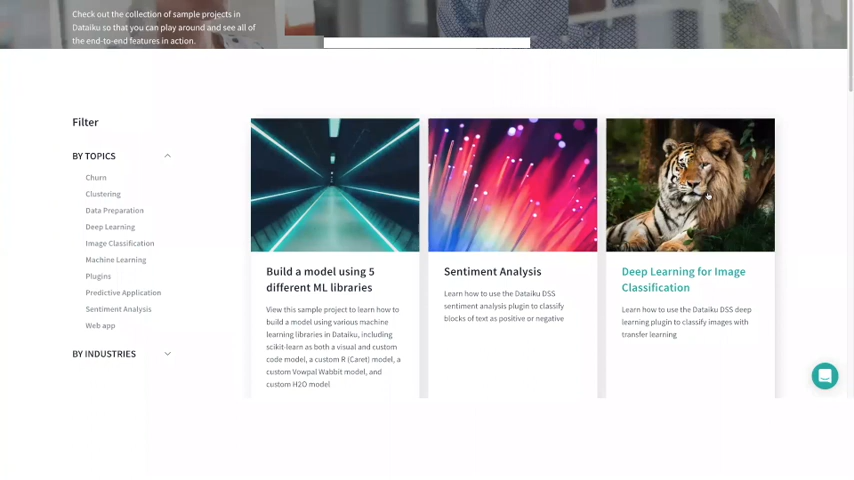 Check out the collection of sample projects in
Dataiku so that you can play around and see all of
the end-to-end features in action.
Filter
BY TOPICS
Churn
Clustering
Data Preparation
Deep Learning
Image Classification
Machine Learning
Plugins
Predictive Application
Sentiment Analysis
Web app
BY INDUSTRIES
Build a model using 5
different ML libraries
View this sample project to learn how to
build a model using various machine
learning libraries in Dataiku, including
scikit-learn as both a visual and custom
code model, a custom R (Caret) model, a
custom Vowpal Wabbit model, and
custom H2O model
Sentiment Analysis
Learn how to use the Dataiku DSS
sentiment analysis plugin to classify
blocks of text as positive or negative
Deep Learning for Image
Classification
Learn how to use the Dataiku DSS deep
learning plugin to classify images with
transfer learning